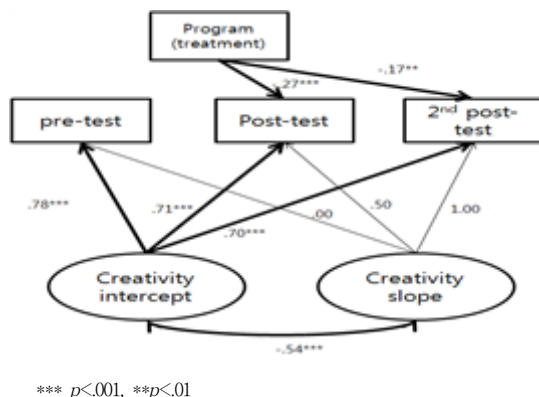 Program
(treatment)
-.27***
-.17**
pre-test
Post-test
2nd post-
test
.78***
.71***
.70***
.00
.50
1.00
Creativity
intercept
Creativity
slope
-.54***
*** p<.001, **p<.01